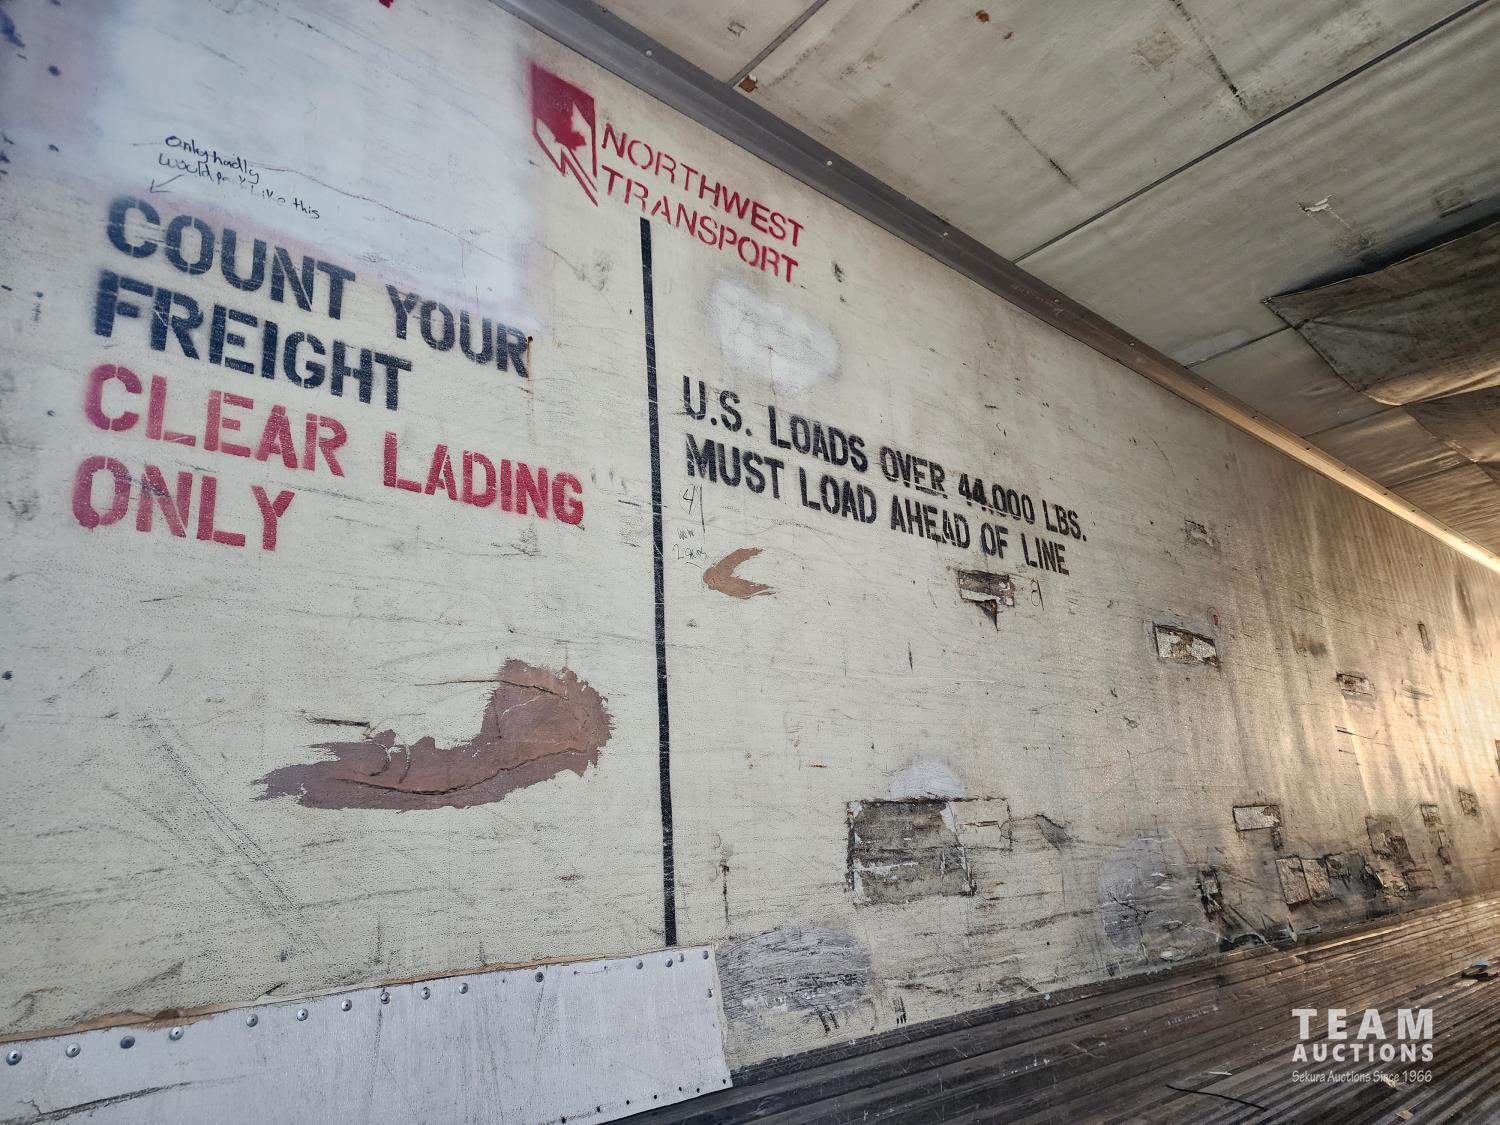 Only hadly
would pack like this
NORTHWEST
TRANSPORT
COUNT YOUR
FREIGHT
CLEAR LADING
ONLY
U.S. LOADS OVER 44,000 LBS.
MUST LOAD AHEAD OF LINE
TEAM
AUCTIONS
Sekura Auctions Since 1966